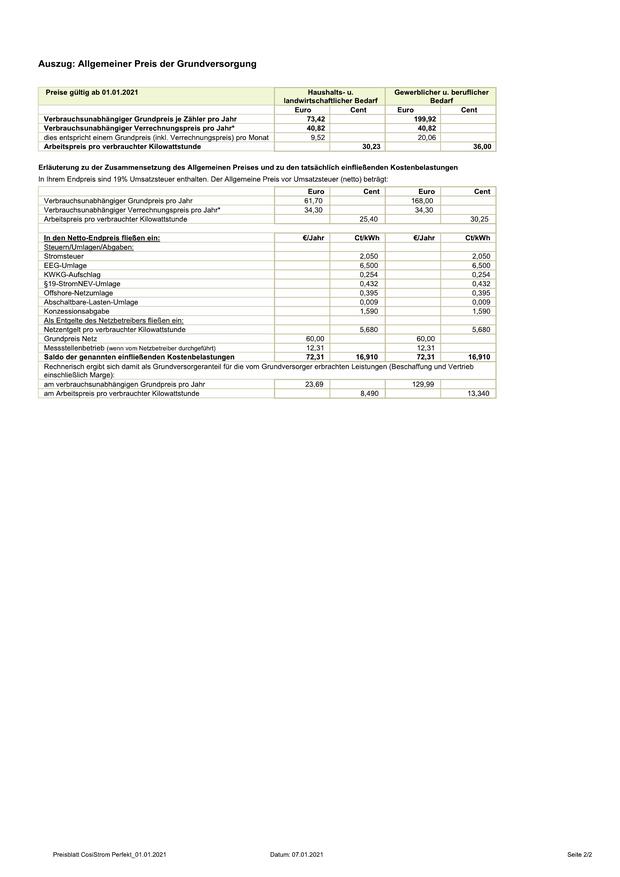 Auszug: Allgemeiner Preis der Grundversorgung
Preise gültig ab 01.01.2021 Haushalts- u. landwirtschaftlicher Bedarf Gewerblicher u. beruflicher Bedarf
Euro Cent Euro Cent
Verbrauchsunabhängiger Grundpreis je Zähler pro Jahr 73,42 199,92
Verbrauchsunabhängiger Verrechnungspreis pro Jahr* 40,82 40,82
dies entspricht einem Grundpreis (inkl. Verrechnungspreis) pro Monat 9,52 20,06
Arbeitspreis pro verbrauchter Kilowattstunde 30,23 36,00
Erläuterung zu der Zusammensetzung des Allgemeinen Preises und zu den tatsächlich einfließenden Kostenbelastungen
In Ihrem Endpreis sind 19% Umsatzsteuer enthalten. Der Allgemeine Preis vor Umsatzsteuer (netto) beträgt:
Euro Cent Euro Cent
Verbrauchsunabhängiger Grundpreis pro Jahr 61,70 168,00
Verbrauchsunabhängiger Verrechnungspreis pro Jahr* 34,30 34,30
Arbeitspreis pro verbrauchter Kilowattstunde 25,40 30,25
In den Netto-Endpreis fließen ein: €/Jahr Ct/kWh €/Jahr Ct/kWh
Steuern/Umlagen/Abgaben:
Stromsteuer 2,050 2,050
EEG-Umlage 6,500 6,500
KWKG-Aufschlag 0,254 0,254
§19-StromNEV-Umlage 0,432 0,432
Offshore-Netzumlage 0,395 0,395
Abschaltbare-Lasten-Umlage 0,009 0,009
Konzessionsabgabe 1,590 1,590
Als Entgelte des Netzbetreibers fließen ein:
Netzentgelt pro verbrauchter Kilowattstunde 5,680 5,680
Grundpreis Netz 60,00 60,00
Messstellenbetrieb (wenn vom Netzbetreiber durchgeführt) 12,31 12,31
Saldo der genannten einfließenden Kostenbelastungen 72,31 16,910 72,31 16,910
Rechnerisch ergibt sich damit als Grundversorgeranteil für die vom Grundversorger erbrachten Leistungen (Beschaffung und Vertrieb
einschließlich Marge):
am verbrauchsunabhängigen Grundpreis pro Jahr 23,69 129,99
am Arbeitspreis pro verbrauchter Kilowattstunde 8,490 13,340
Preisblatt CosiStrom Perfekt_01.01.2021 Datum: 07.01.2021 Seite 2/2